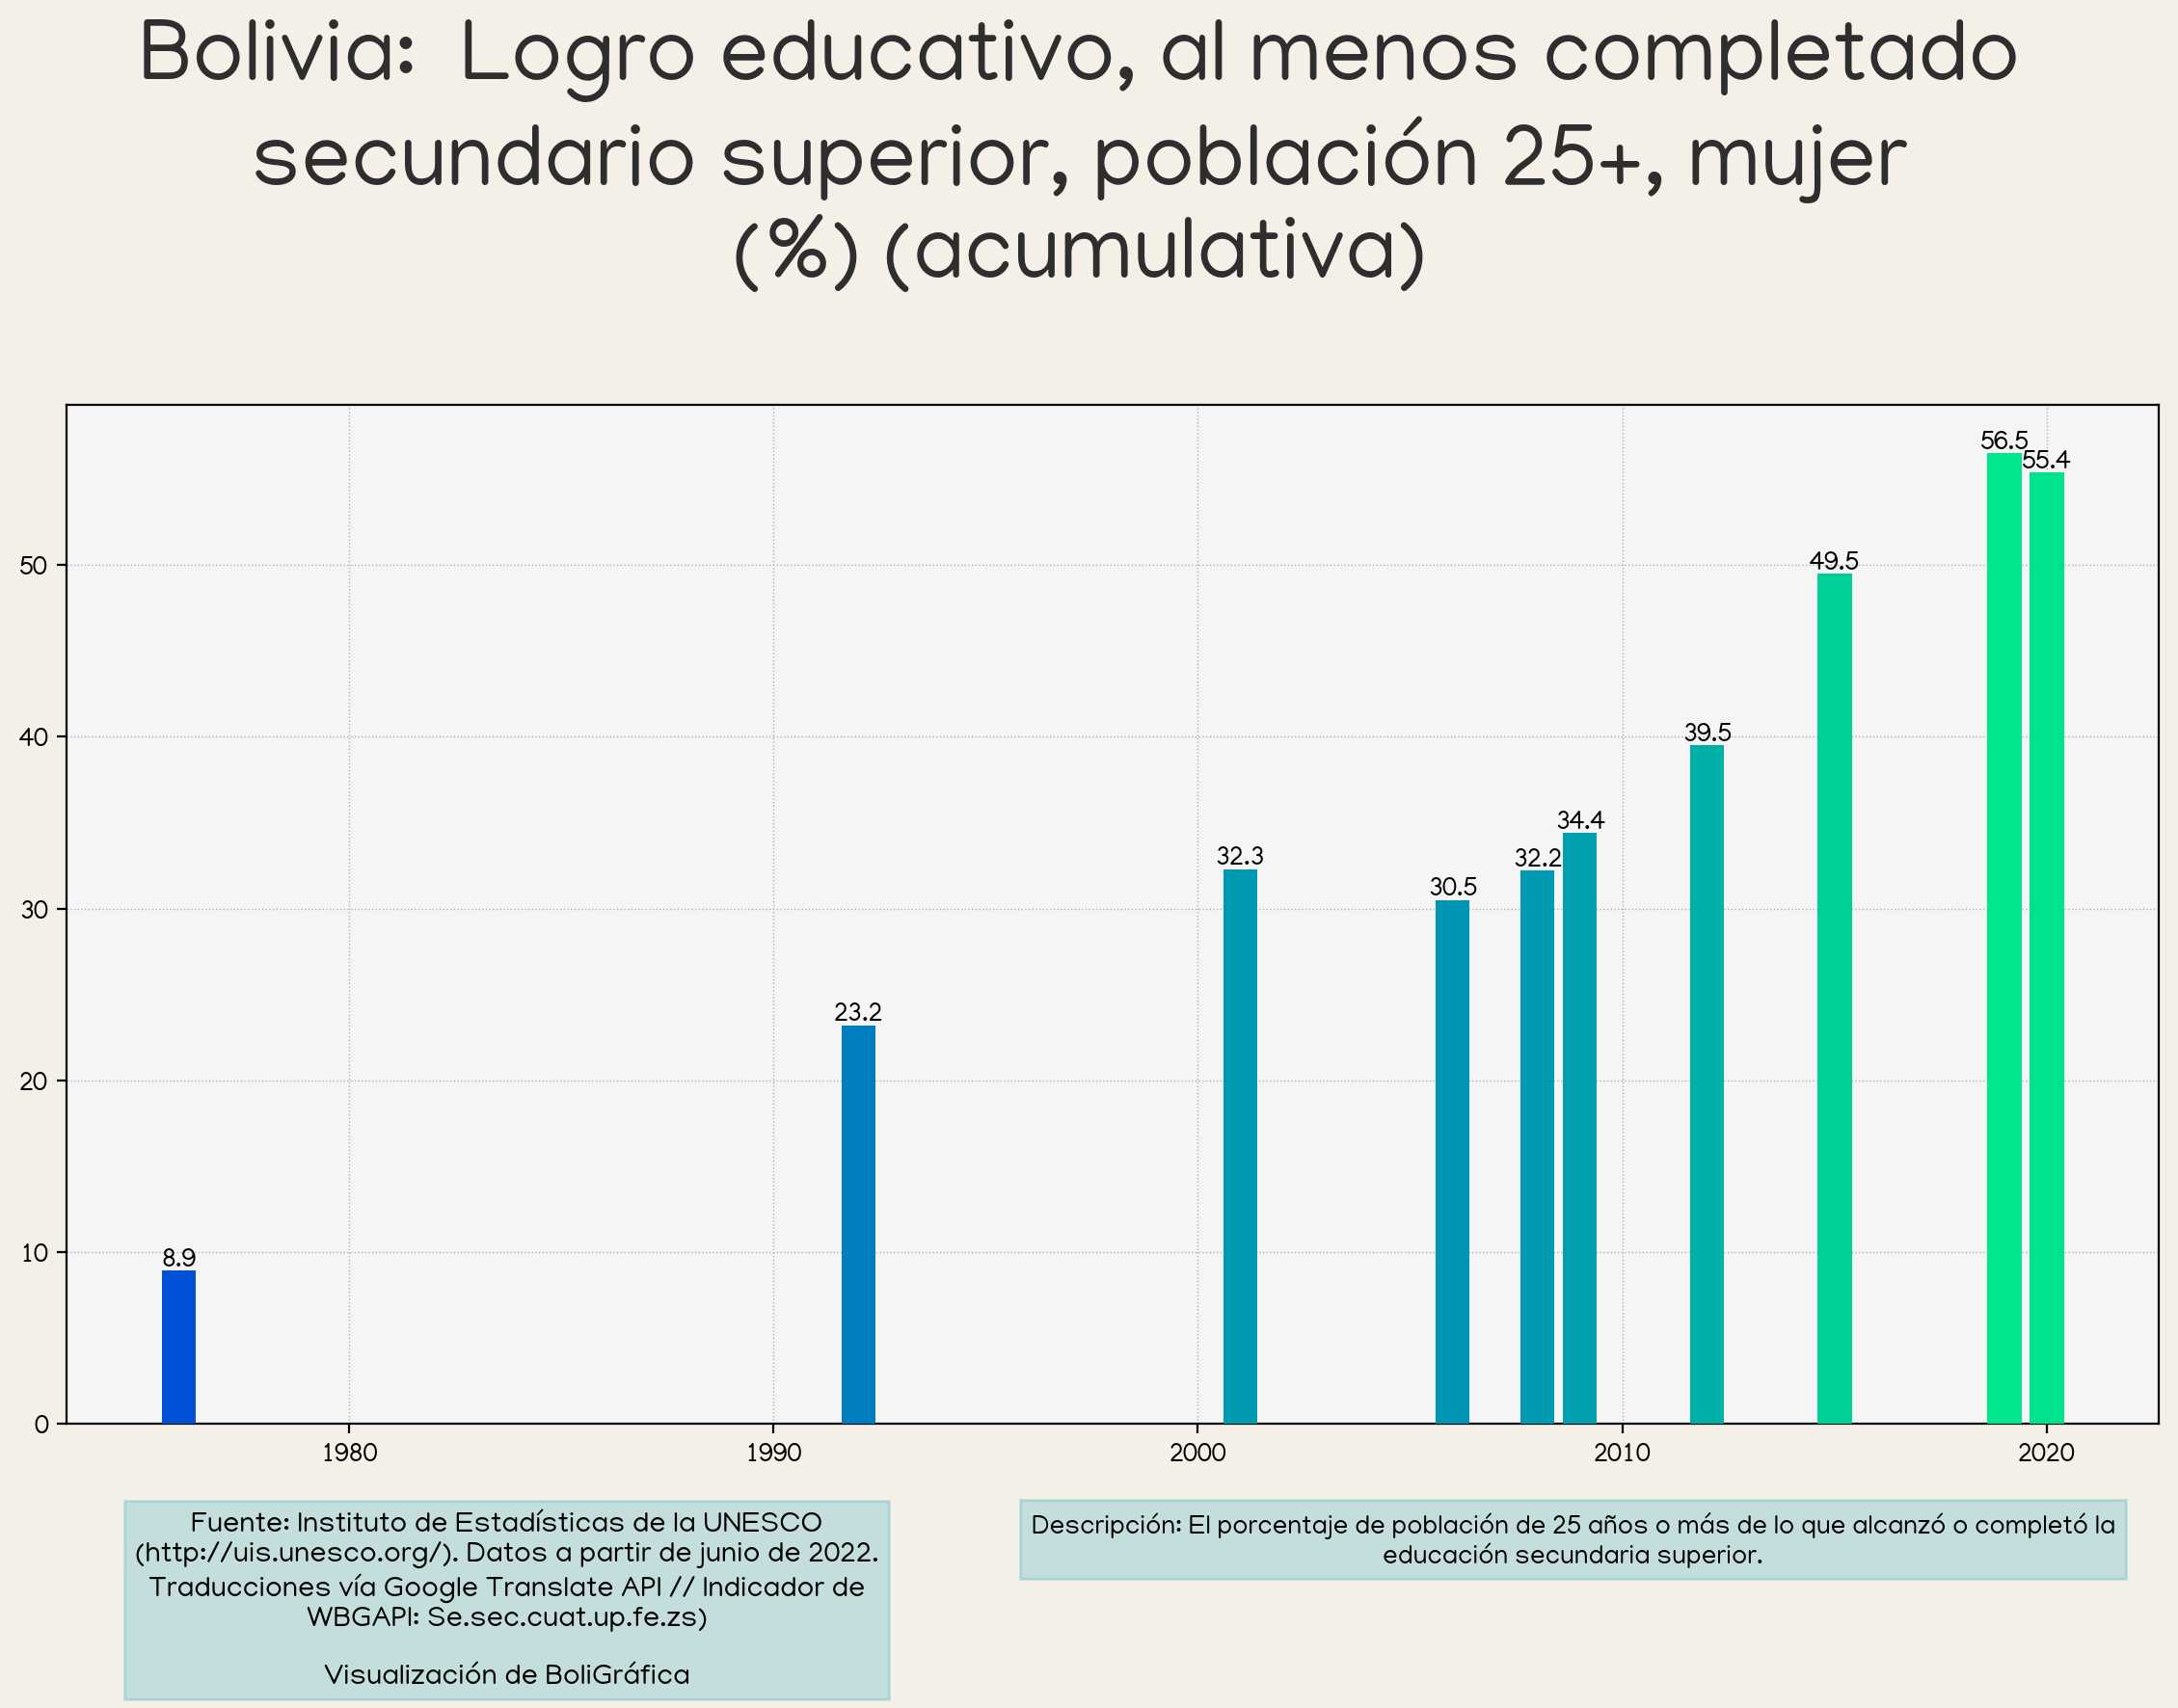 Bolivia: Logro educativo, al menos completado
secundario superior, población 25+, mujer
(%) (acumulativa)
56.5
55.4
50
49.5
40
39.5
34.4
32.3
32.2
30.5
30
23.2
20
10
8.9
0
1980
1990
2000
2010
2020
Fuente: Instituto de Estadísticas de la UNESCO
(http://uis.unesco.org/). Datos a partir de junio de 2022.
Traducciones vía Google Translate API // Indicador de
WBGAPI: Se.sec.cuat.up.fe.zs)
Visualización de BoliGráfica
Descripción: El porcentaje de población de 25 años o más de lo que alcanzó o completó la
educación secundaria superior.